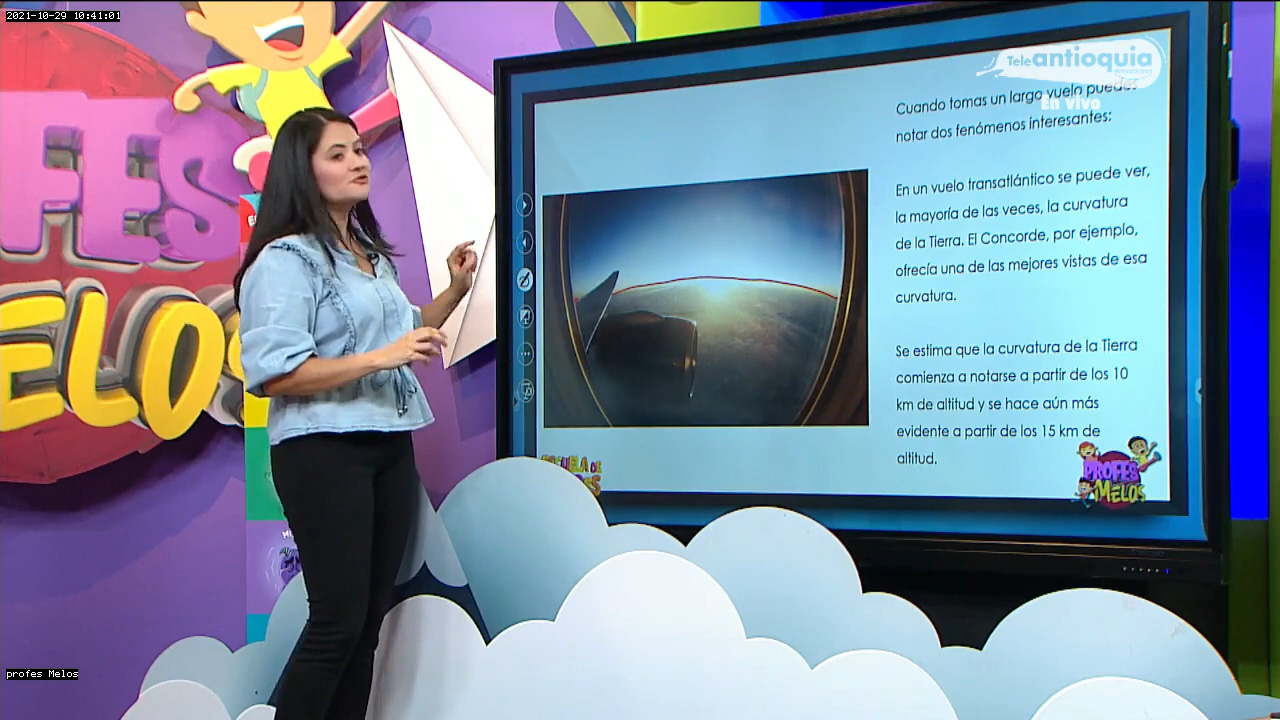 2021-10-29 10:41:01
Teleantioquia
En vivo
Cuando tomas un largo vuelo puedes
notar dos fenómenos interesantes:
En un vuelo transatlántico se puede ver,
la mayoría de las veces, la curvatura
de la Tierra. El Concorde, por ejemplo,
ofrecía una de las mejores vistas de esa
curvatura.
Se estima que la curvatura de la Tierra
comienza a notarse a partir de los 10
km de altitud y se hace aún más
evidente a partir de los 15 km de
altitud.
PROFES
MELOS
FES
ELO
profes Melos